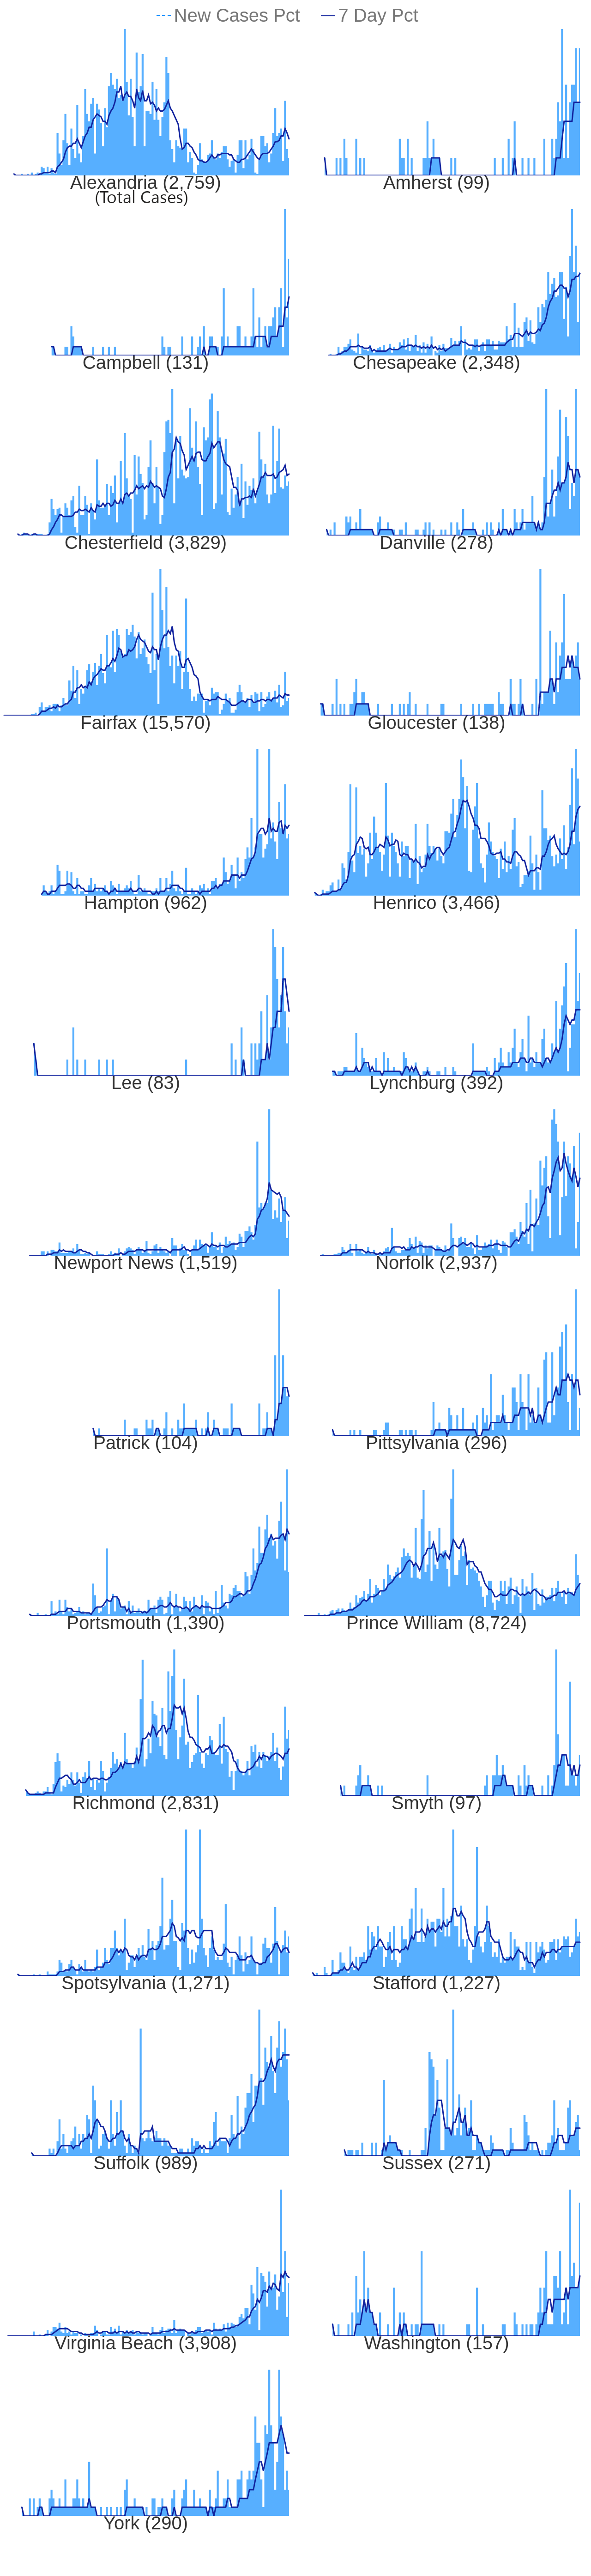 New Cases Pct 7 Day Pct
Alexandria (2,759) Amherst (99)
(Total Cases)
Campbell (131) Chesapeake (2,348)
Chesterfield (3,829) Danville (278)
Fairfax (15,570) Gloucester (138)
Hampton (962) Henrico (3,466)
Lee (83) Lynchburg (392)
Newport News (1,519) Norfolk (2,937)
Patrick (104) Pittsylvania (296)
Portsmouth (1,390) Prince William (8,724)
Richmond (2,831) Smyth (97)
Spotsylvania (1,271) Stafford (1,227)
Suffolk (989) Sussex (271)
Virginia Beach (3,908) Washington (157)
York (290)